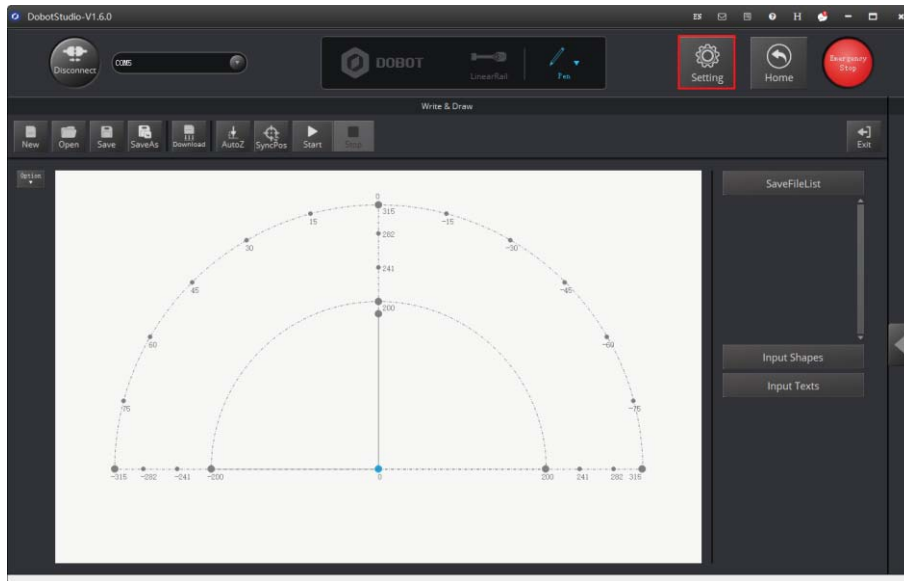 DobotStudio-V1.6.0
ES
H
Disconnect
COM5
DOBOT
LinearRail
Pen
Setting
Home
Emergency
Stop
Write & Draw
New
Open
Save
SaveAs
Download
AutoZ
SyncPos
Start
Stop
Exit
Option
SaveFileList
0
315
15
-15
282
30
-30
241
45
-45
200
60
-60
75
-75
-315
-282
-241
-200
0
200
241
282
315
Input Shapes
Input Texts